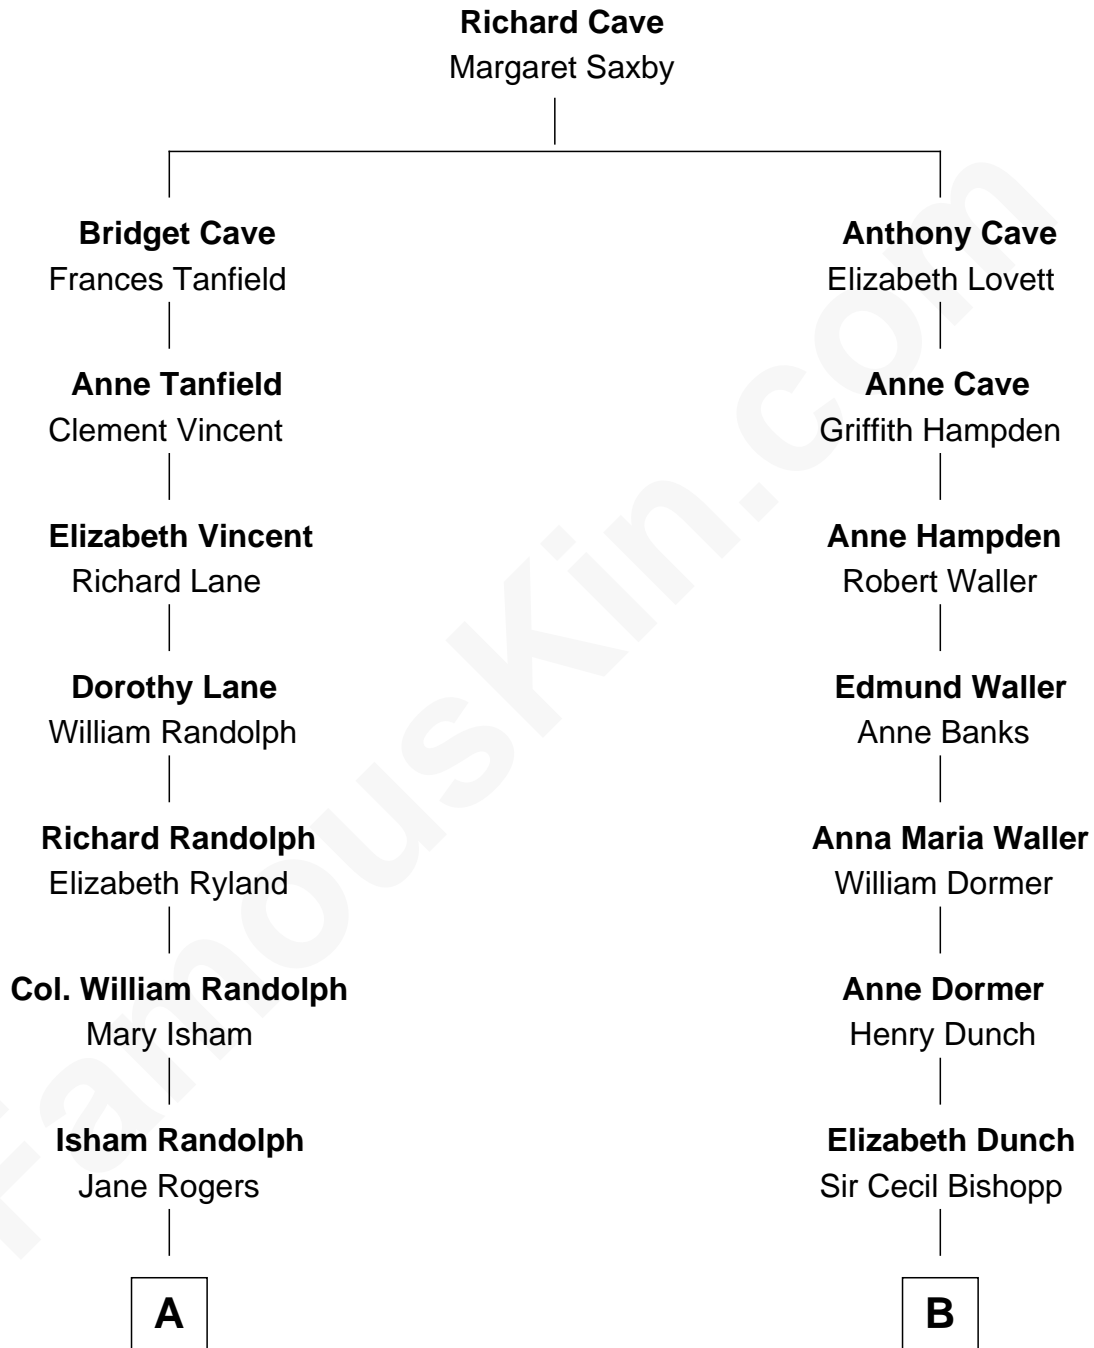 Richard Cave
Margaret Saxby
Bridget Cave
Frances Tanfield
Anthony Cave
Elizabeth Lovett
Anne Tanfield
Clement Vincent
Anne Cave
Griffith Hampden
Elizabeth Vincent
Richard Lane
Anne Hampden
Robert Waller
Dorothy Lane
William Randolph
Edmund Waller
Anne Banks
Richard Randolph
Elizabeth Ryland
Anna Maria Waller
William Dormer
Col. William Randolph
Mary Isham
Anne Dormer
Henry Dunch
Isham Randolph
Jane Rogers
Elizabeth Dunch
Sir Cecil Bishopp
A
B
FamousKin.com